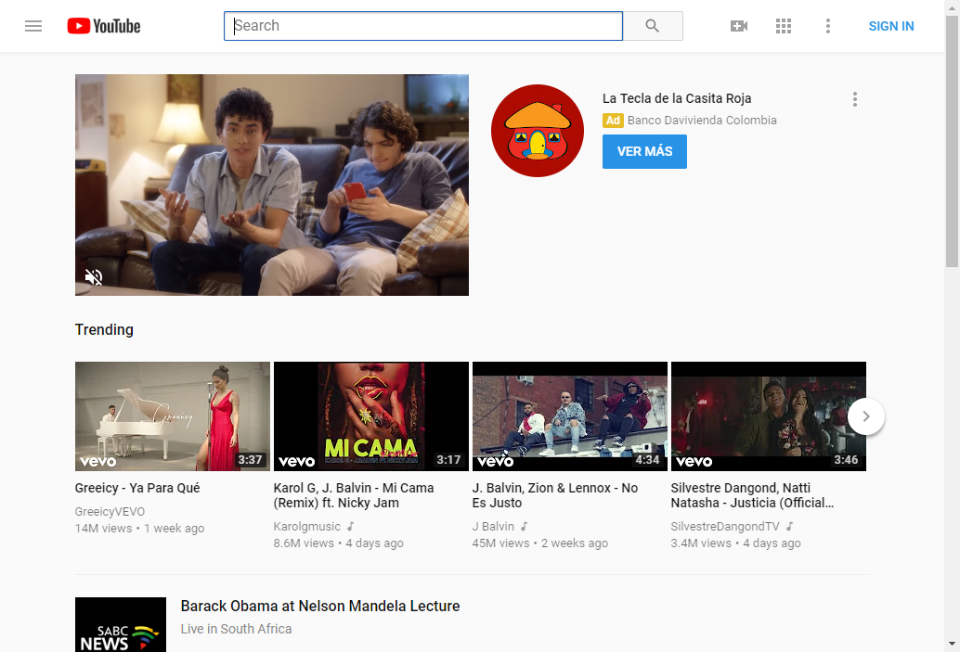 YouTube
Search
SIGN IN
La Tecla de la Casita Roja
Ad Banco Davivienda Colombia
VER MÁS
Trending
Greeicy
vevo
3:37
MI CAMA
vevo
3:17
vevo
4:34
vevo
3:46
Greeicy - Ya Para Qué
GreeicyVEVO
14M views • 1 week ago
Karol G, J. Balvin - Mi Cama
(Remix) ft. Nicky Jam
Karolgmusic
8.6M views • 4 days ago
J. Balvin, Zion & Lennox - No
Es Justo
J Balvin
45M views • 2 weeks ago
Silvestre Dangond, Natti
Natasha - Justicia (Official...
SilvestreDangondTV
3.4M views • 4 days ago
SABC
NEWS
Barack Obama at Nelson Mandela Lecture
Live in South Africa